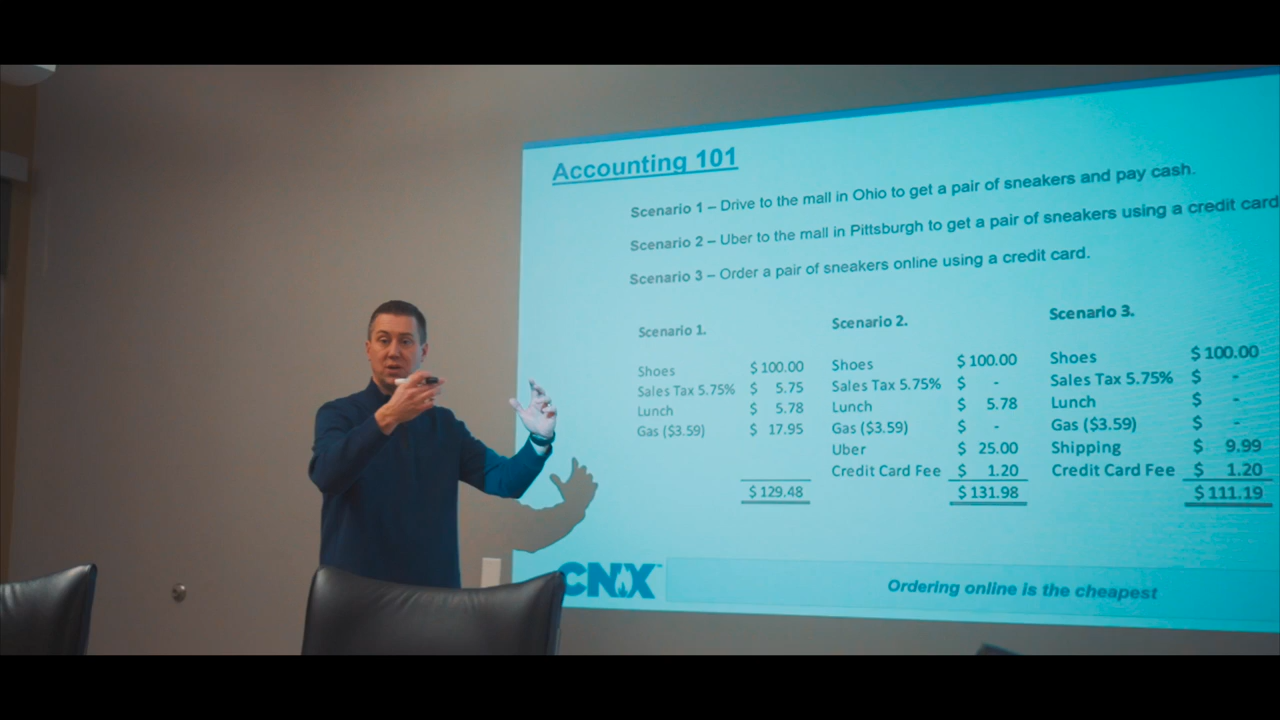 Accounting 101
Scenario 1 – Drive to the mall in Ohio to get a pair of sneakers and pay cash.
Scenario 2 – Uber to the mall in Pittsburgh to get a pair of sneakers using a credit card
Scenario 3 – Order a pair of sneakers online using a credit card.
Scenario 1.
Shoes $ 100.00
Sales Tax 5.75% $ 5.75
Lunch $ 5.78
Gas ($3.59) $ 17.95
$ 129.48
Scenario 2.
Shoes $ 100.00
Sales Tax 5.75% $ -
Lunch $ 5.78
Gas ($3.59) $ -
Uber $ 25.00
Credit Card Fee $ 1.20
$ 131.98
Scenario 3.
Shoes $ 100.00
Sales Tax 5.75% $ -
Lunch $ -
Gas ($3.59) $ -
Shipping $ 9.99
Credit Card Fee $ 1.20
$ 111.19
CNX
Ordering online is the cheapest